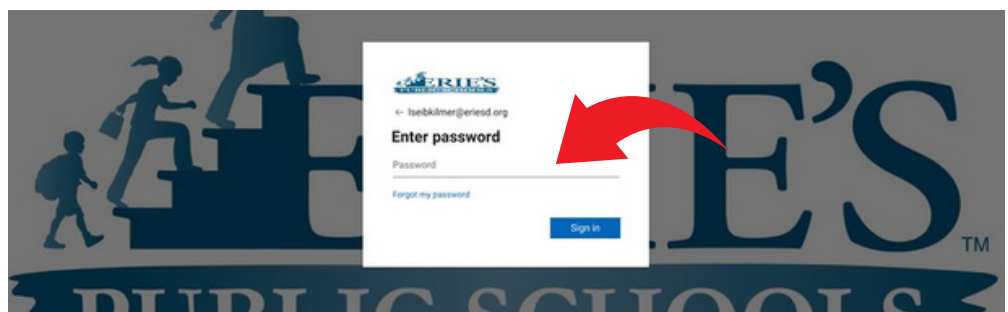 ERIE'S
PUBLIC SCHOOLS
← lseibkilmer@eriesd.org
Enter password
Password
Forgot my password
Sign in
ERIE'S TM
PUBLIC SCHOOLS